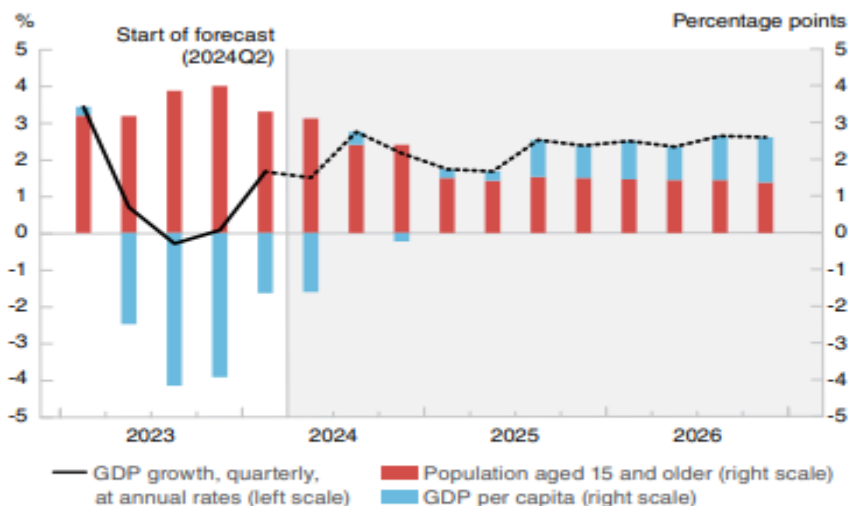 % Percentage points
Start of forecast
(2024Q2)
5 5
4 4
3 3
2 2
1 1
0 0
-1 -1
-2 -2
-3 -3
-4 -4
-5 -5
2023 2024 2025 2026
GDP growth, quarterly, Population aged 15 and older (right scale)
at annual rates (left scale) GDP per capita (right scale)